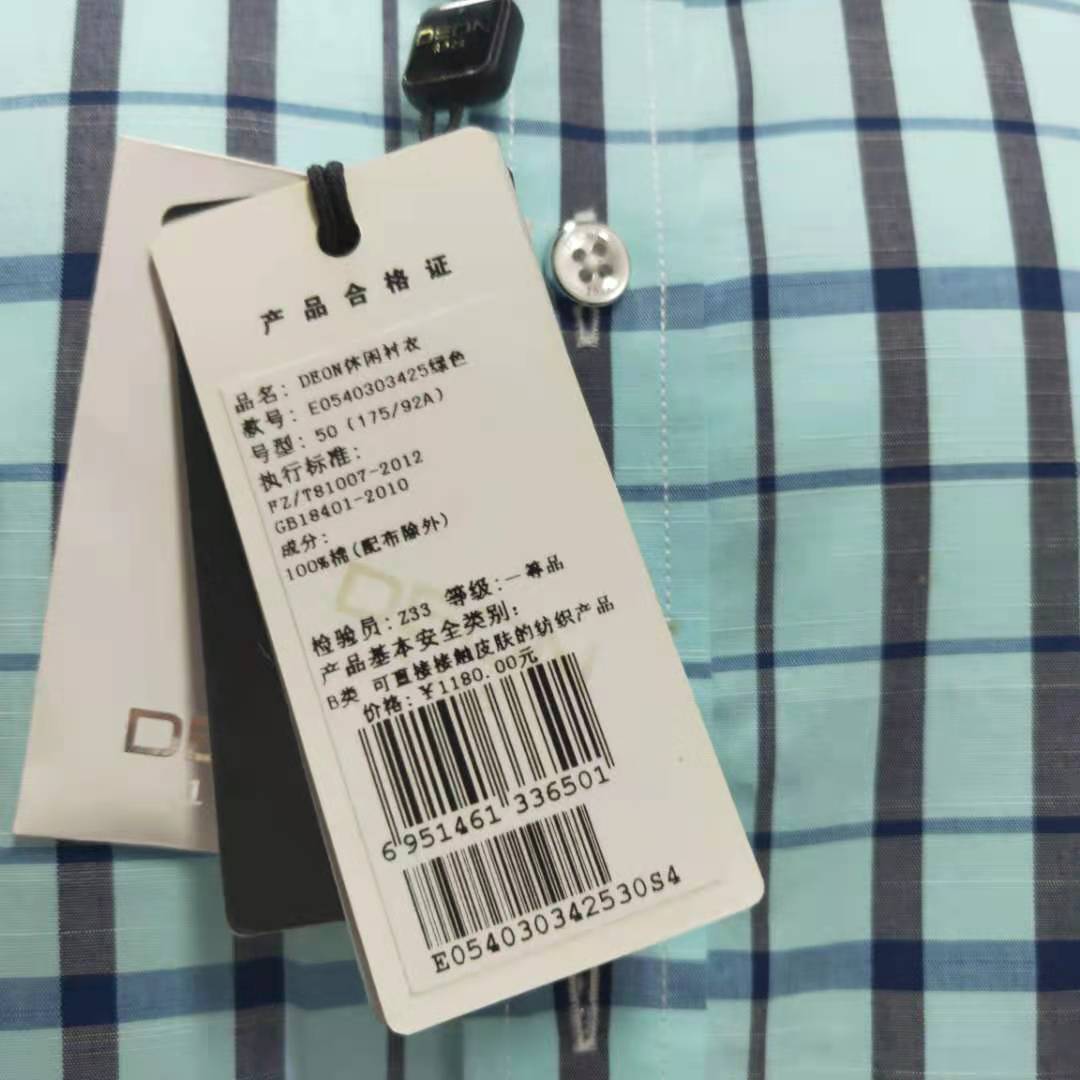 DEON
产品合格证
品名: DEON休闲衬衣
款号: E0540303425绿色
号型: 50 (175/92A)
执行标准:
FZ/T81007-2012
GB18401-2010
成分:
100%棉(配布除外)
检验员: Z33 等级: 一等品
产品基本安全类别:
B类 可直接接触皮肤的纺织产品
价格: ¥1180.00元
6951461336501
E054030342530S4